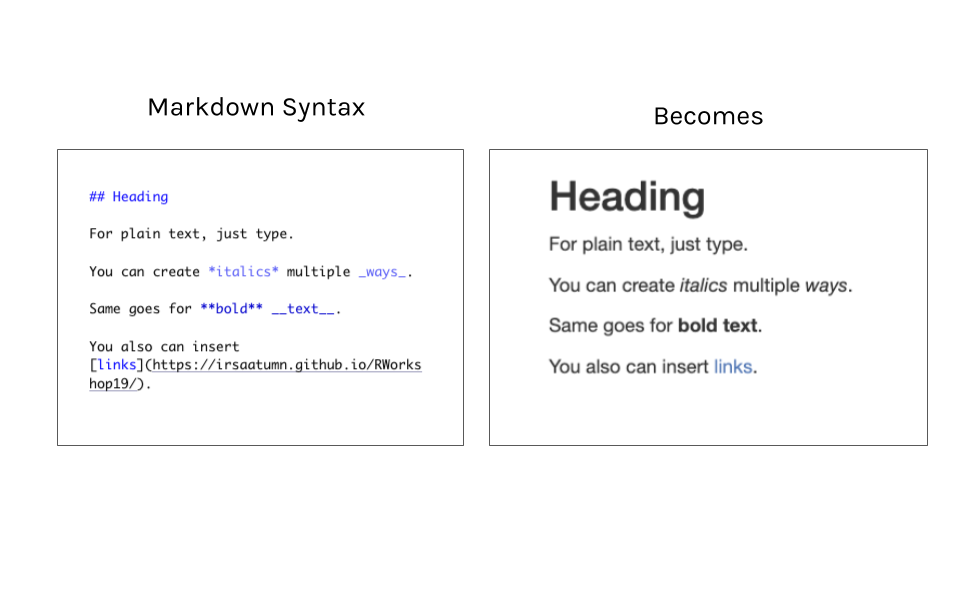 Markdown Syntax
Becomes
## Heading
For plain text, just type.
You can create *italics* multiple _ways_.
Same goes for **bold** __text__.
You also can insert
[links](https://irsaatumn.github.io/RWorks
hop19/).
Heading
For plain text, just type.
You can create italics multiple ways.
Same goes for bold text.
You also can insert links.